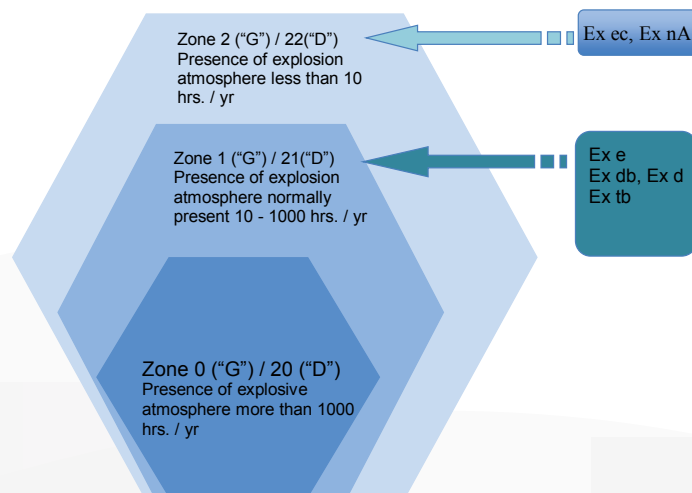 Zone 2 (“G”) / 22(“D”)
Presence of explosion
atmosphere less than 10
hrs. / yr
Ex ec, Ex nA
Zone 1 (“G”) / 21(“D”)
Presence of explosion
atmosphere normally
present 10 - 1000 hrs. / yr
Ex e
Ex db, Ex d
Ex tb
Zone 0 (“G”) / 20 (“D”)
Presence of explosive
atmosphere more than 1000
hrs. / yr